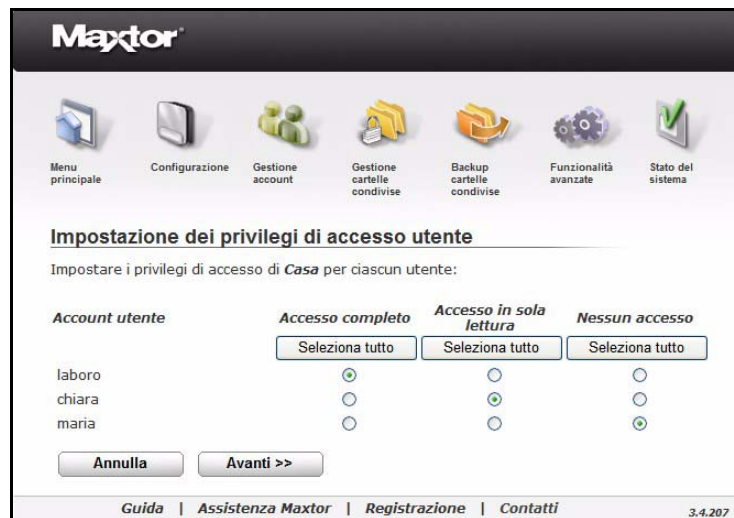 Maxtor
Menu principale
Configurazione
Gestione account
Gestione cartelle condivise
Backup cartelle condivise
Funzionalità avanzate
Stato del sistema
Impostazione dei privilegi di accesso utente
Impostare i privilegi di accesso di Casa per ciascun utente:
Account utente
Accesso completo
Accesso in sola lettura
Nessun accesso
Seleziona tutto
Seleziona tutto
Seleziona tutto
laboro
chiara
maria
Annulla
Avanti >>
Guida | Assistenza Maxtor | Registrazione | Contatti
3.4.207